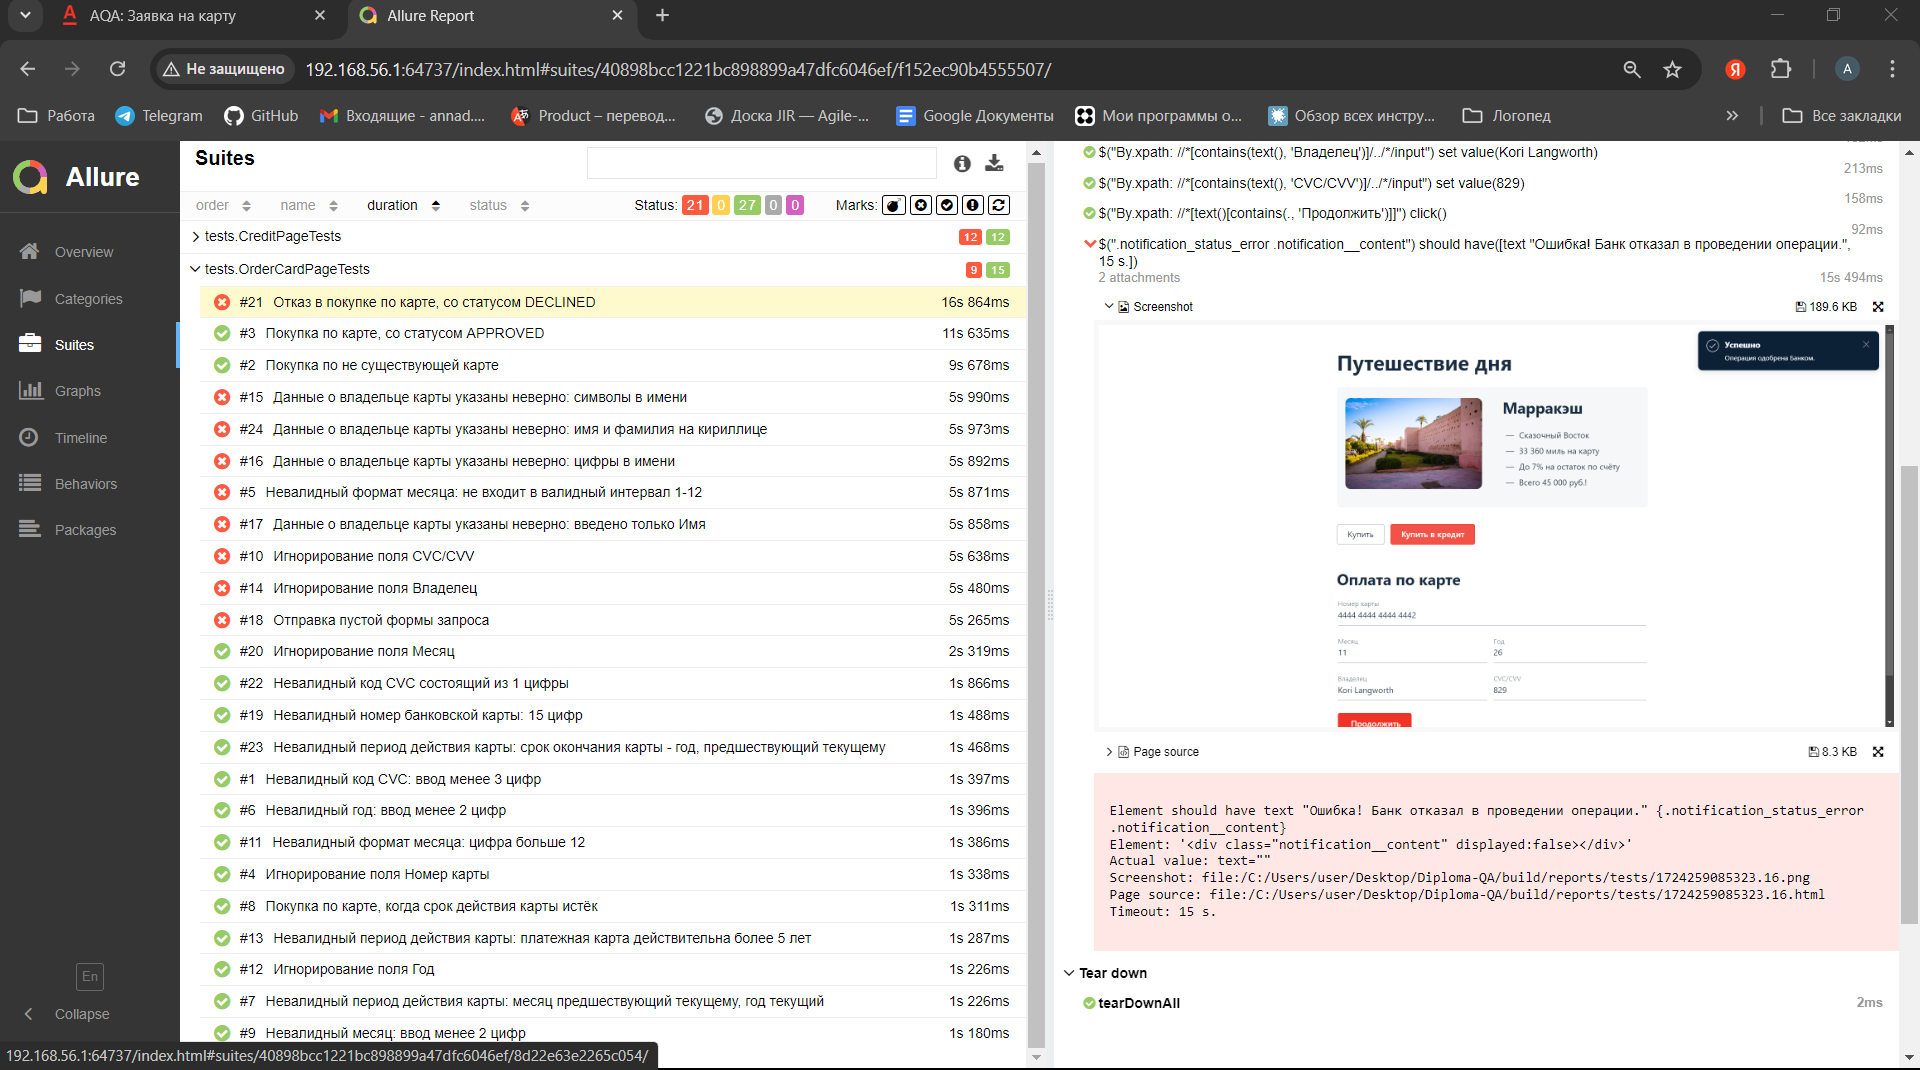 AQA: Заявка на карту
Allure Report
Не защищено
192.168.56.1:64737/index.html#suites/40898bcc1221bc898899a47dfc6046ef/f152ec90b4555507/
Я
A
Работа
Telegram
GitHub
Входящие - annad....
Product – перевод...
Доска JIR — Agile-...
Google Документы
Мои программы о...
Обзор всех инстру...
Логопед
Все закладки
Allure
Overview
Categories
Suites
Graphs
Timeline
Behaviors
Packages
En
Collapse
Suites
order
name
duration
status
Status: 21 0 27 0 0
Marks:
tests.CreditPageTests 12 12
tests.OrderCardPageTests 9 15
#21 Отказ в покупке по карте, со статусом DECLINED 16s 864ms
#3 Покупка по карте, со статусом APPROVED 11s 635ms
#2 Покупка по не существующей карте 9s 678ms
#15 Данные о владельце карты указаны неверно: символы в имени 5s 990ms
#24 Данные о владельце карты указаны неверно: имя и фамилия на кириллице 5s 973ms
#16 Данные о владельце карты указаны неверно: цифры в имени 5s 892ms
#5 Невалидный формат месяца: не входит в валидный интервал 1-12 5s 871ms
#17 Данные о владельце карты указаны неверно: введено только Имя 5s 858ms
#10 Игнорирование поля CVC/CVV 5s 638ms
#14 Игнорирование поля Владелец 5s 480ms
#18 Отправка пустой формы запроса 5s 265ms
#20 Игнорирование поля Месяц 2s 319ms
#22 Невалидный код CVC состоящий из 1 цифры 1s 866ms
#19 Невалидный номер банковской карты: 15 цифр 1s 488ms
#23 Невалидный период действия карты: срок окончания карты - год, предшествующий текущему 1s 468ms
#1 Невалидный код CVC: ввод менее 3 цифр 1s 397ms
#6 Невалидный год: ввод менее 2 цифр 1s 396ms
#11 Невалидный формат месяца: цифра больше 12 1s 386ms
#4 Игнорирование поля Номер карты 1s 338ms
#8 Покупка по карте, когда срок действия карты истёк 1s 311ms
#13 Невалидный период действия карты: платежная карта действительна более 5 лет 1s 287ms
#12 Игнорирование поля Год 1s 226ms
#7 Невалидный период действия карты: месяц предшествующий текущему, год текущий 1s 226ms
#9 Невалидный месяц: ввод менее 2 цифр 1s 180ms
192.168.56.1:64737/index.html#suites/40898bcc1221bc898899a47dfc6046ef/8d22e63e2265c054/
$("By.xpath: //*[contains(text(), 'Владелец')]/../*/input") set value(Kori Langworth)
213ms
$("By.xpath: //*[contains(text(), 'CVC/CVV')]/../*/input") set value(829)
158ms
$("By.xpath: //*[text()[contains(., 'Продолжить')]]") click()
92ms
$(".notification_status_error .notification__content") should have([text "Ошибка! Банк отказал в проведении операции.",
15 s.])
2 attachments 15s 494ms
Screenshot 189.6 KB
Успешно
Операция одобрена Банком.
Путешествие дня
Марракэш
— Сказочный Восток
— 33 360 миль на карту
— До 7% на остаток по счёту
— Всего 45 000 руб.!
Купить
Купить в кредит
Оплата по карте
Номер карты
4444 4444 4444 4442
Месяц Год
11 26
Владелец CVC/CVV
Kori Langworth 829
Продолжить
Page source 8.3 KB
Element should have text "Ошибка! Банк отказал в проведении операции." {.notification_status_error
.notification__content}
Element: '<div class="notification__content" displayed:false></div>'
Actual value: text=""
Screenshot: file:/C:/Users/user/Desktop/Diploma-QA/build/reports/tests/1724259085323.16.png
Page source: file:/C:/Users/user/Desktop/Diploma-QA/build/reports/tests/1724259085323.16.html
Timeout: 15 s.
Tear down
tearDownAll 2ms